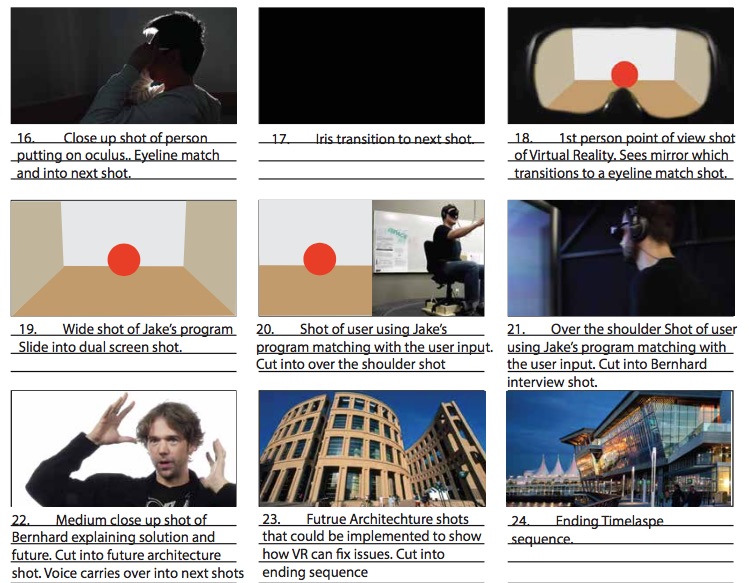 16. Close up shot of person
putting on oculus.. Eyeline match
and into next shot.
17. Iris transition to next shot.
18. 1st person point of view shot
of Virtual Reality. Sees mirror which
transitions to a eyeline match shot.
19. Wide shot of Jake's program
Slide into dual screen shot.
20. Shot of user using Jake's
program matching with the user input.
Cut into over the shoulder shot
21. Over the shoulder Shot of user
using Jake's program matching with
the user input. Cut into Bernhard
interview shot.
22. Medium close up shot of
Bernhard explaining solution and
future. Cut into future architecture
shot. Voice carries over into next shots
23. Futrue Architechture shots
that could be implemented to show
how VR can fix issues. Cut into
ending sequence
24. Ending Timelaspe
sequence.